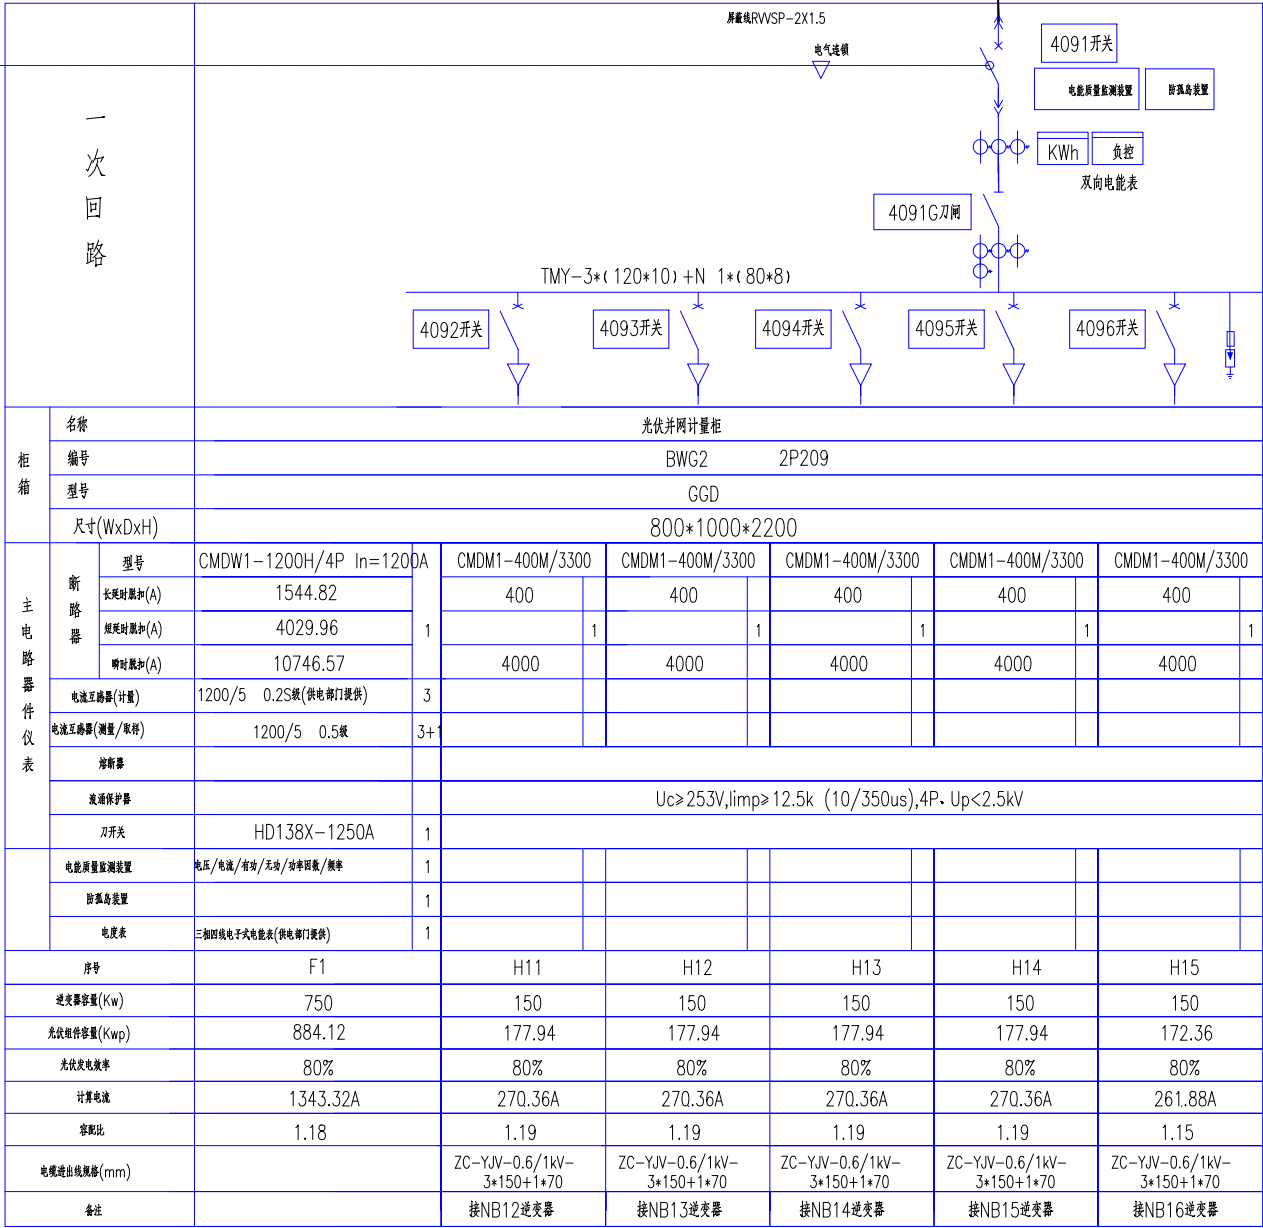 屏蔽线RVVSP-2X1.5
电气连锁
4091开关
电能质量监测装置
防孤岛装置
KWh
负控
双向电能表
4091G刀闸
一次回路
TMY-3*(120*10)+N 1*(80*8)
4092开关
4093开关
4094开关
4095开关
4096开关
柜箱
名称 光伏并网计量柜
编号 BWG2 2P209
型号 GGD
尺寸(WxDxH) 800*1000*2200
主电路器件仪表
断路器
型号 CMDW1-1200H/4P In=1200A CMDM1-400M/3300 CMDM1-400M/3300 CMDM1-400M/3300 CMDM1-400M/3300 CMDM1-400M/3300
长延时脱扣(A) 1544.82 400 400 400 400 400
短延时脱扣(A) 4029.96 1 1 1 1 1 1
瞬时脱扣(A) 10746.57 4000 4000 4000 4000 4000
电流互感器(计量) 1200/5 0.2S级(供电部门提供) 3
电流互感器(测量/取样) 1200/5 0.5级 3+1
熔断器
浪涌保护器 Uc≥253V,Iimp≥12.5k (10/350us),4P、Up<2.5kV
刀开关 HD138X-1250A 1
电能质量监测装置 电压/电流/有功/无功/功率因数/频率 1
防孤岛装置 1
电度表 三相四线电子式电能表(供电部门提供) 1
序号 F1 H11 H12 H13 H14 H15
逆变器容量(Kw) 750 150 150 150 150 150
光伏组件容量(Kwp) 884.12 177.94 177.94 177.94 177.94 172.36
光伏发电效率 80% 80% 80% 80% 80% 80%
计算电流 1343.32A 270.36A 270.36A 270.36A 270.36A 261.88A
容配比 1.18 1.19 1.19 1.19 1.19 1.15
电缆进出线规格(mm) ZC-YJV-0.6/1kV- ZC-YJV-0.6/1kV- ZC-YJV-0.6/1kV- ZC-YJV-0.6/1kV- ZC-YJV-0.6/1kV-
3*150+1*70 3*150+1*70 3*150+1*70 3*150+1*70 3*150+1*70
备注 接NB12逆变器 接NB13逆变器 接NB14逆变器 接NB15逆变器 接NB16逆变器